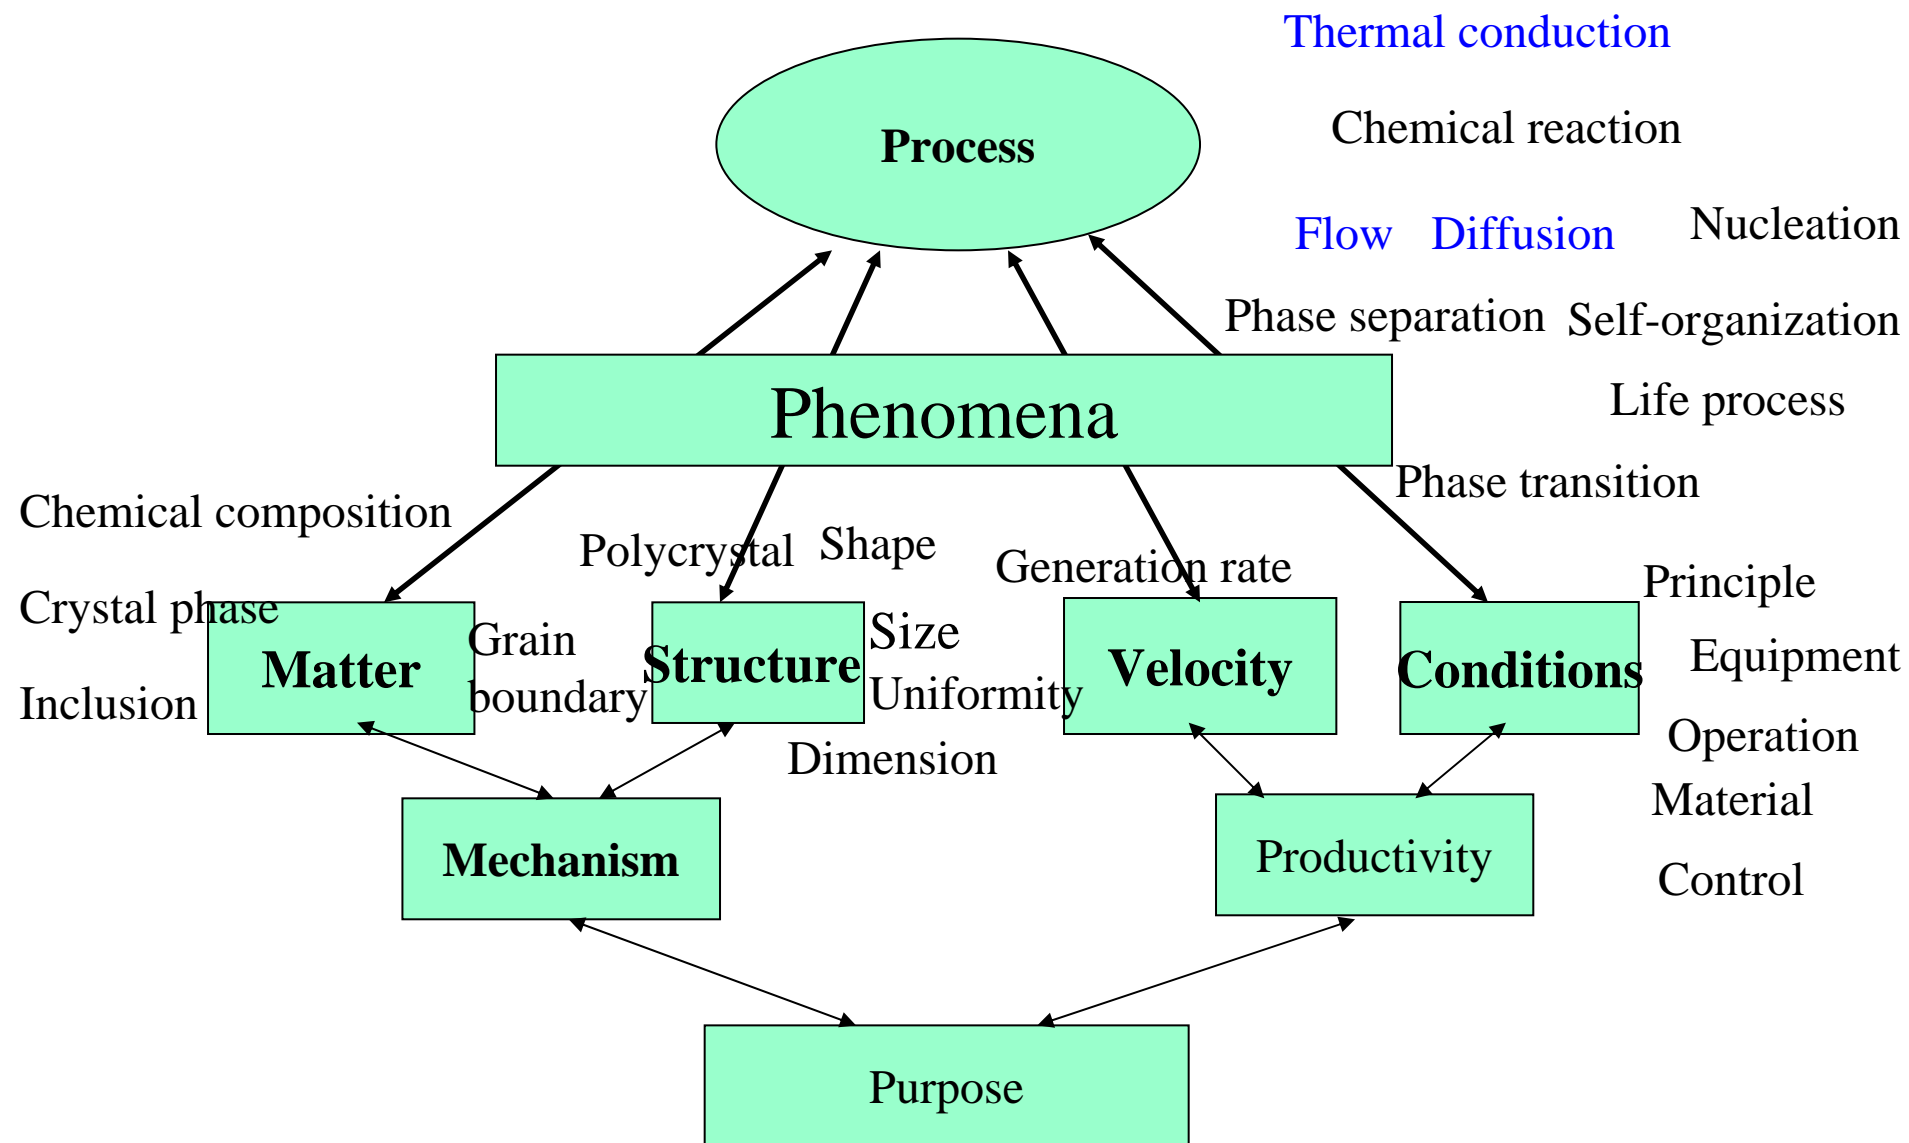 Thermal conduction
Process
Chemical reaction
Flow Diffusion
Nucleation
Phase separation
Self-organization
Phenomena
Life process
Phase transition
Chemical composition
Polycrystal
Shape
Generation rate
Principle
Crystal phase
Matter
Grain
boundary
Structure
Size
Uniformity
Velocity
Conditions
Equipment
Inclusion
Dimension
Operation
Material
Mechanism
Productivity
Control
Purpose